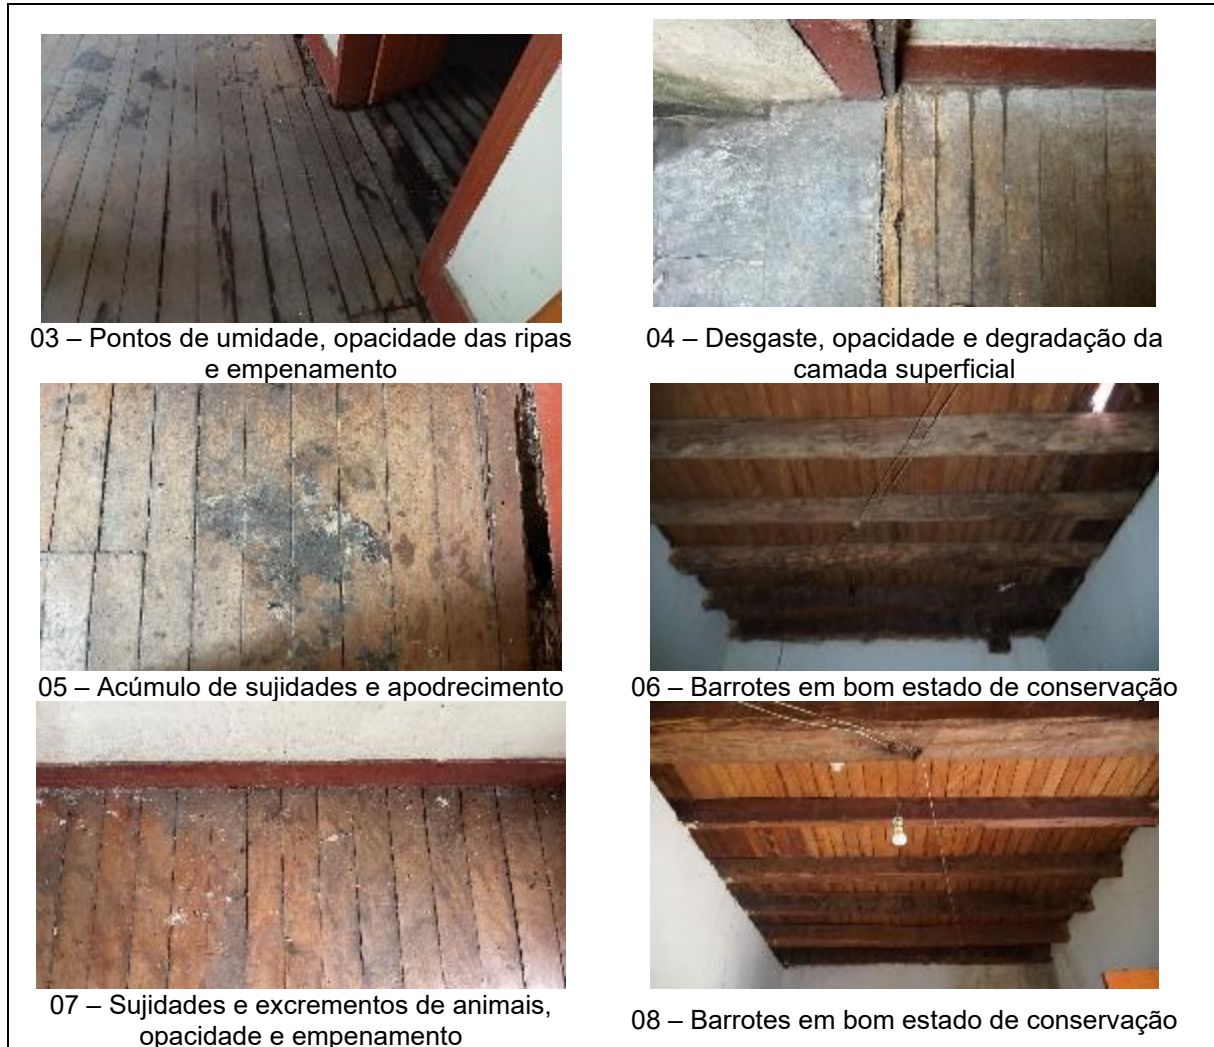 03 – Pontos de umidade, opacidade das ripas
e empenamento
04 – Desgaste, opacidade e degradação da
camada superficial
05 – Acúmulo de sujidades e apodrecimento
06 – Barrotes em bom estado de conservação
07 – Sujidades e excrementos de animais,
opacidade e empenamento
08 – Barrotes em bom estado de conservação